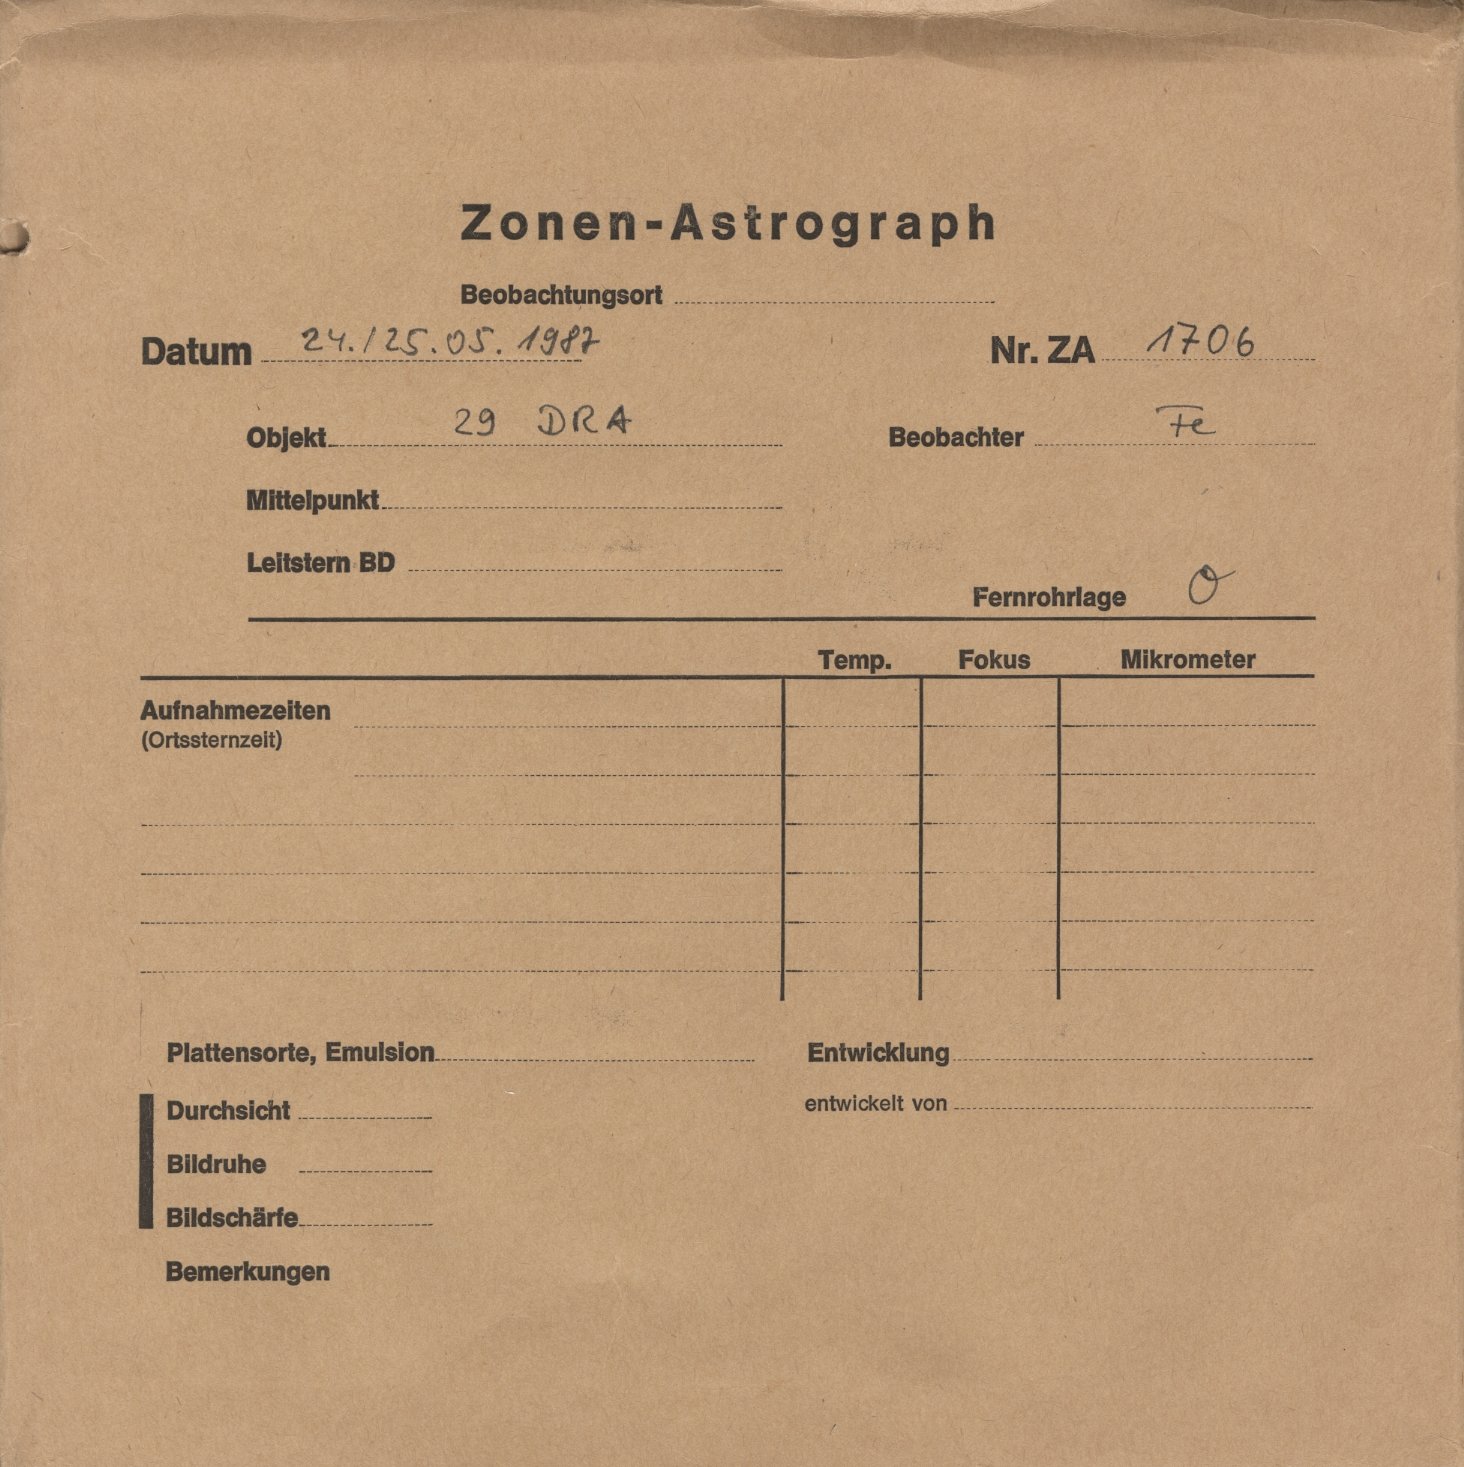 Zonen-Astrograph
Beobachtungsort
Datum 24./25.05.1987 Nr. ZA 1706
Objekt 29 DRA Beobachter Fe
Mittelpunkt
Leitstern BD
Fernrohrlage O
Temp. Fokus Mikrometer
Aufnahmezeiten
(Ortssternzeit)
Plattensorte, Emulsion Entwicklung
Durchsicht entwickelt von
Bildruhe
Bildschärfe
Bemerkungen